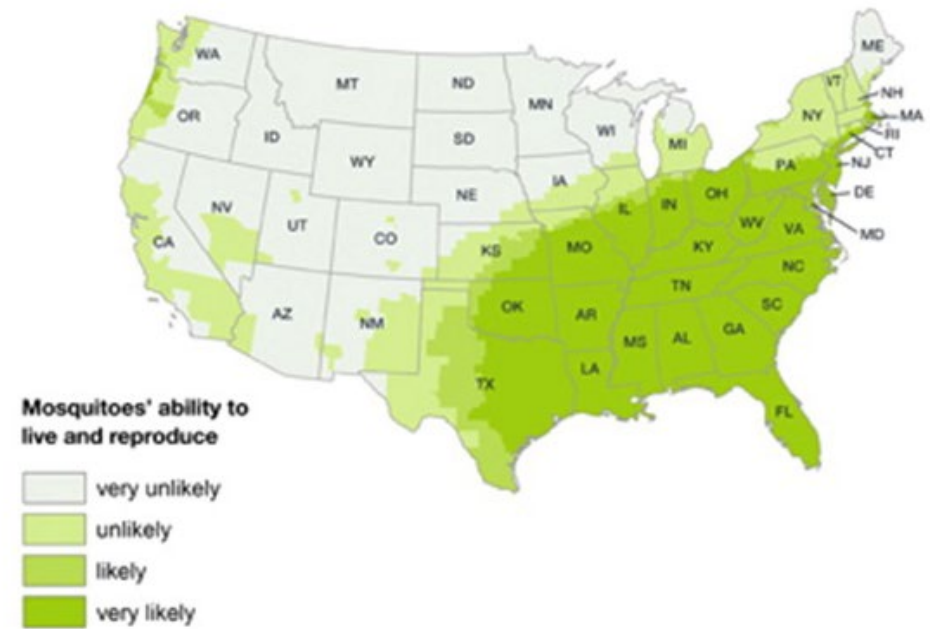 WA
ME
MT
ND
VT
MN
NH
OR
NY
MA
WI
ID
SD
RI
MI
WY
CT
PA
NJ
IA
NE
OH
DE
NV
IL
IN
UT
WV
CO
VA
MD
CA
KS
MO
KY
NC
TN
OK
SC
AZ
AR
NM
GA
AL
MS
LA
TX
FL
Mosquitoes' ability to
live and reproduce
very unlikely
unlikely
likely
very likely